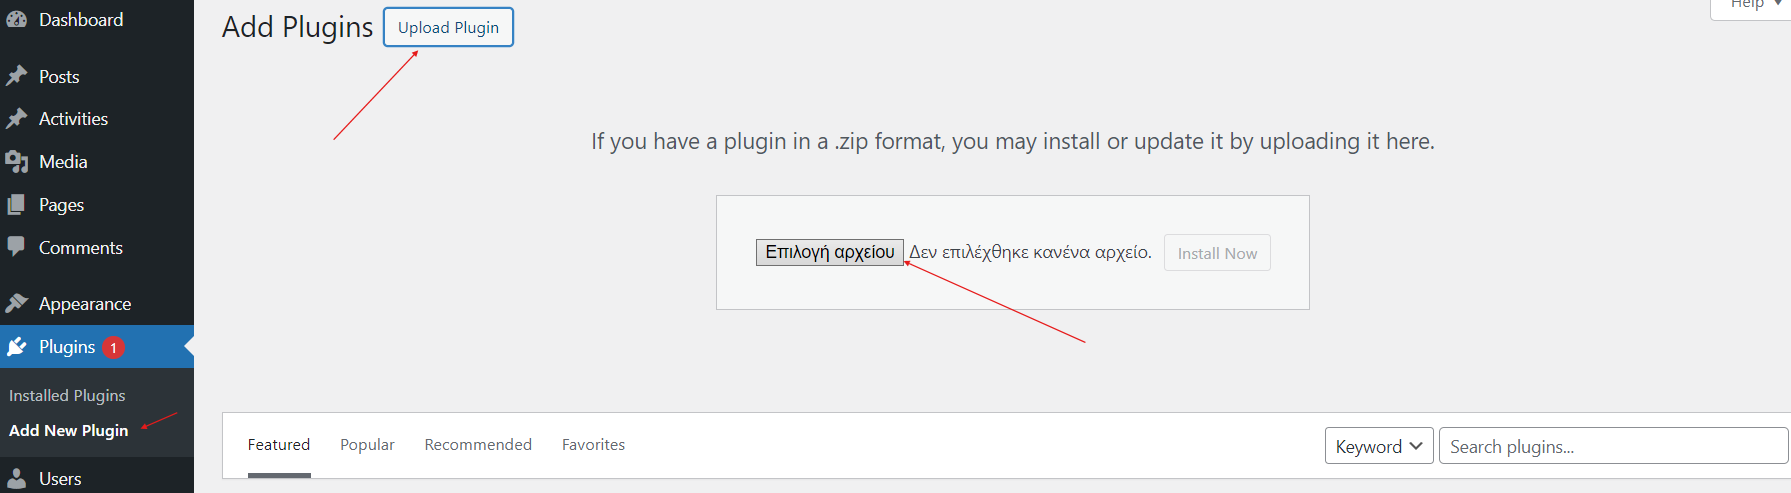 Dashboard
Posts
Activities
Media
Pages
Comments
Appearance
Plugins 1
Installed Plugins
Add New Plugin
Users
Add Plugins Upload Plugin
Help
If you have a plugin in a .zip format, you may install or update it by uploading it here.
Επιλογή αρχείου Δεν επιλέχθηκε κανένα αρχείο. Install Now
Featured Popular Recommended Favorites Keyword Search plugins...